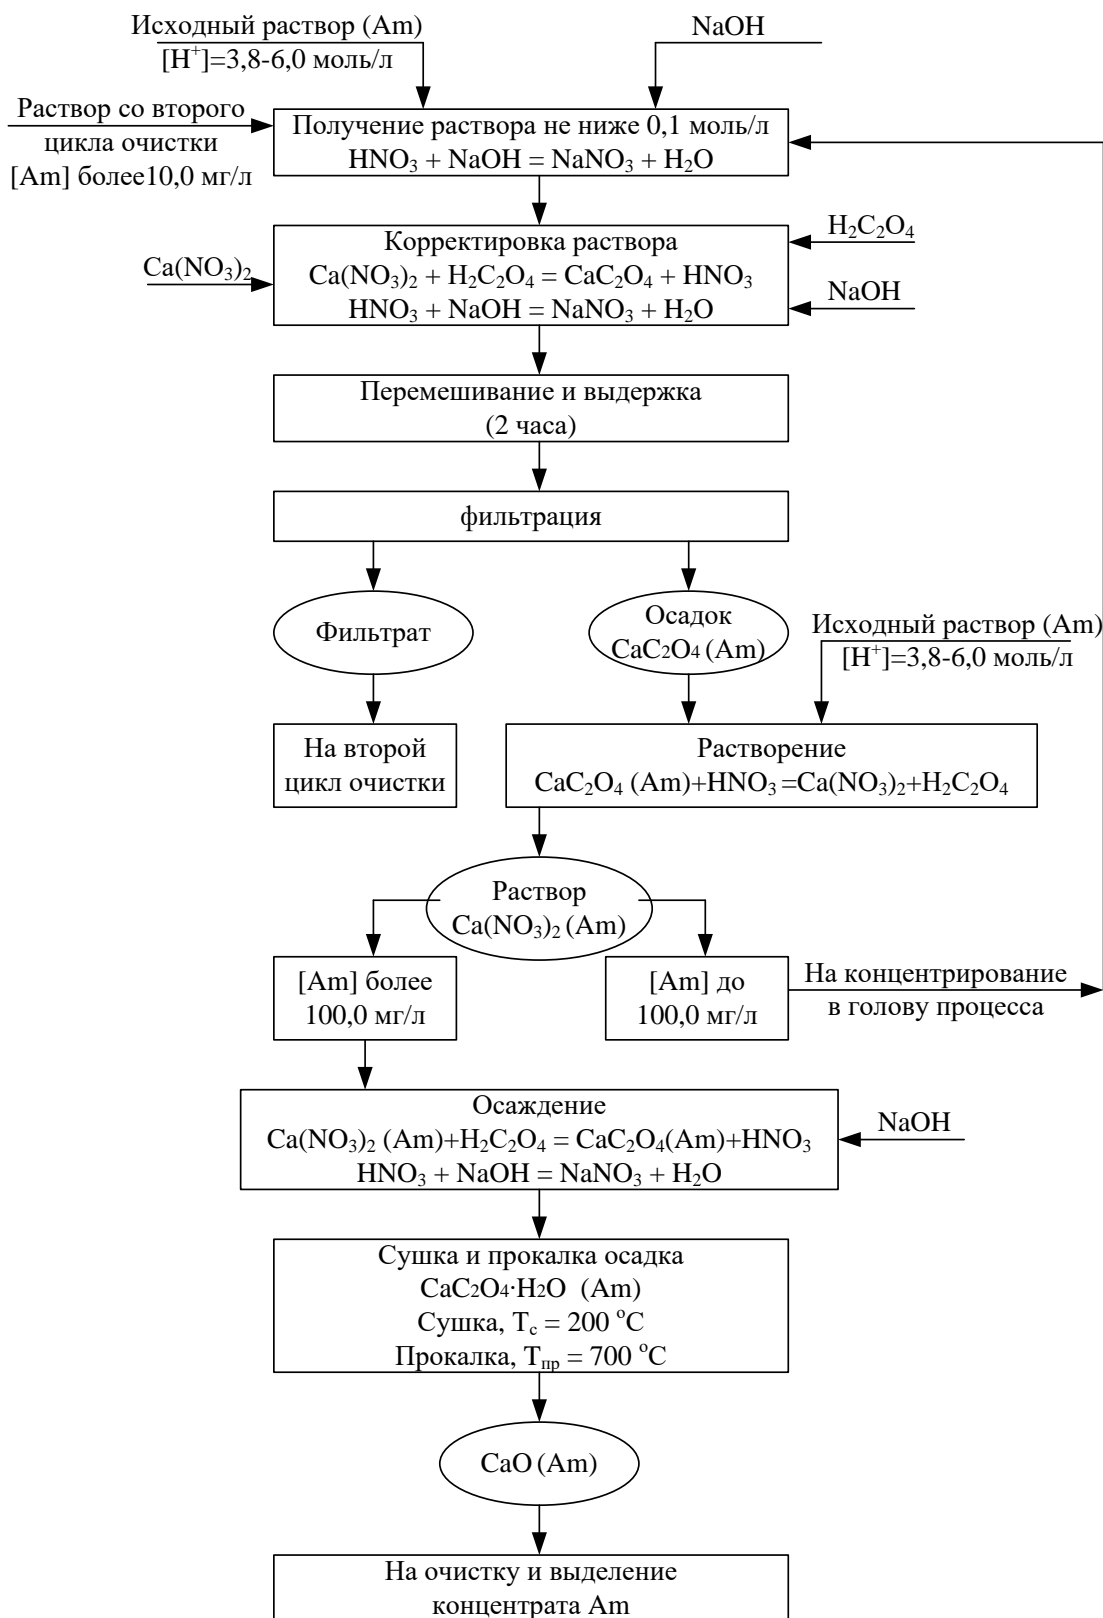 Исходный раствор (Am)
[H⁺]=3,8-6,0 моль/л
NaOH
Раствор со второго
цикла очистки
[Am] более10,0 мг/л
Получение раствора не ниже 0,1 моль/л
HNO₃ + NaOH = NaNO₃ + H₂O
Корректировка раствора
Ca(NO₃)₂ + H₂C₂O₄ = CaC₂O₄ + HNO₃
HNO₃ + NaOH = NaNO₃ + H₂O
Ca(NO₃)₂
H₂C₂O₄
NaOH
Перемешивание и выдержка
(2 часа)
фильтрация
Фильтрат
Осадок
CaC₂O₄ (Am)
Исходный раствор (Am)
[H⁺]=3,8-6,0 моль/л
На второй
цикл очистки
Растворение
CaC₂O₄ (Am)+HNO₃=Ca(NO₃)₂+H₂C₂O₄
Раствор
Ca(NO₃)₂ (Am)
[Am] более
100,0 мг/л
[Am] до
100,0 мг/л
На концентрирование
в голову процесса
Осаждение
Ca(NO₃)₂ (Am)+H₂C₂O₄ = CaC₂O₄(Am)+HNO₃
HNO₃ + NaOH = NaNO₃ + H₂O
NaOH
Сушка и прокалка осадка
CaC₂O₄·H₂O (Am)
Сушка, Tс = 200 °C
Прокалка, Tпр = 700 °C
CaO (Am)
На очистку и выделение
концентрата Am